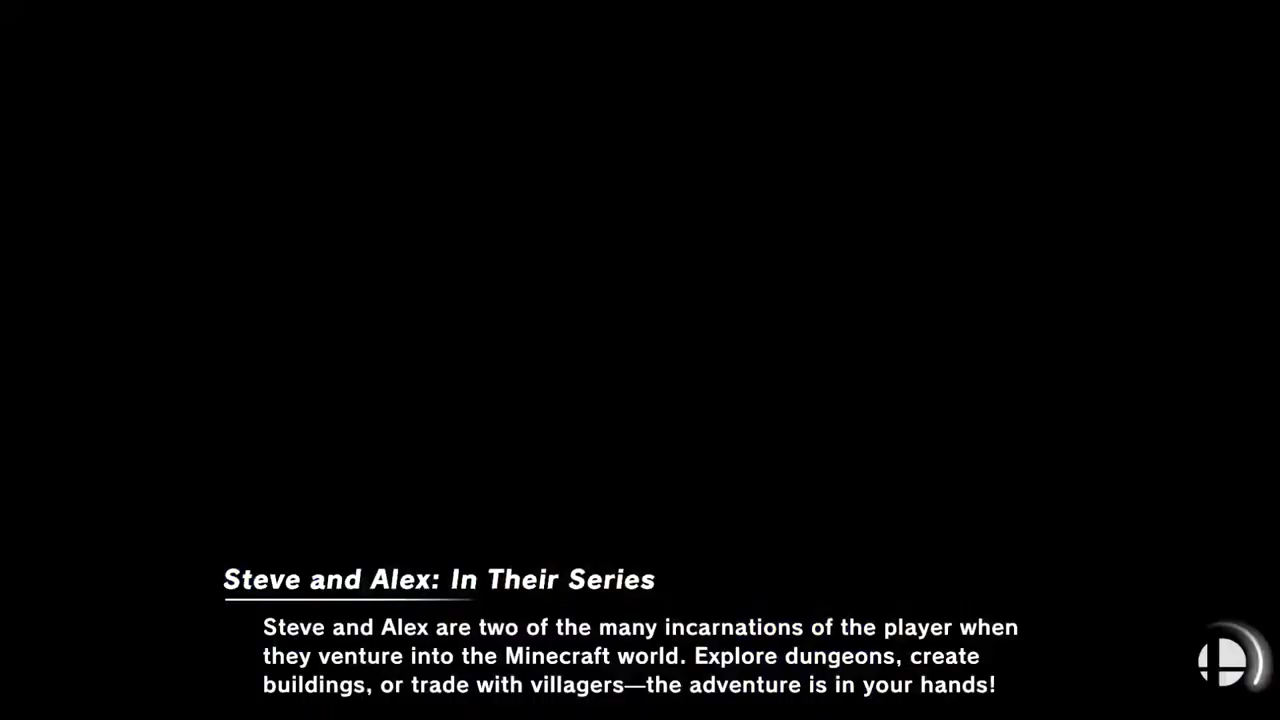 Steve and Alex: In Their Series
Steve and Alex are two of the many incarnations of the player when
they venture into the Minecraft world. Explore dungeons, create
buildings, or trade with villagers—the adventure is in your hands!